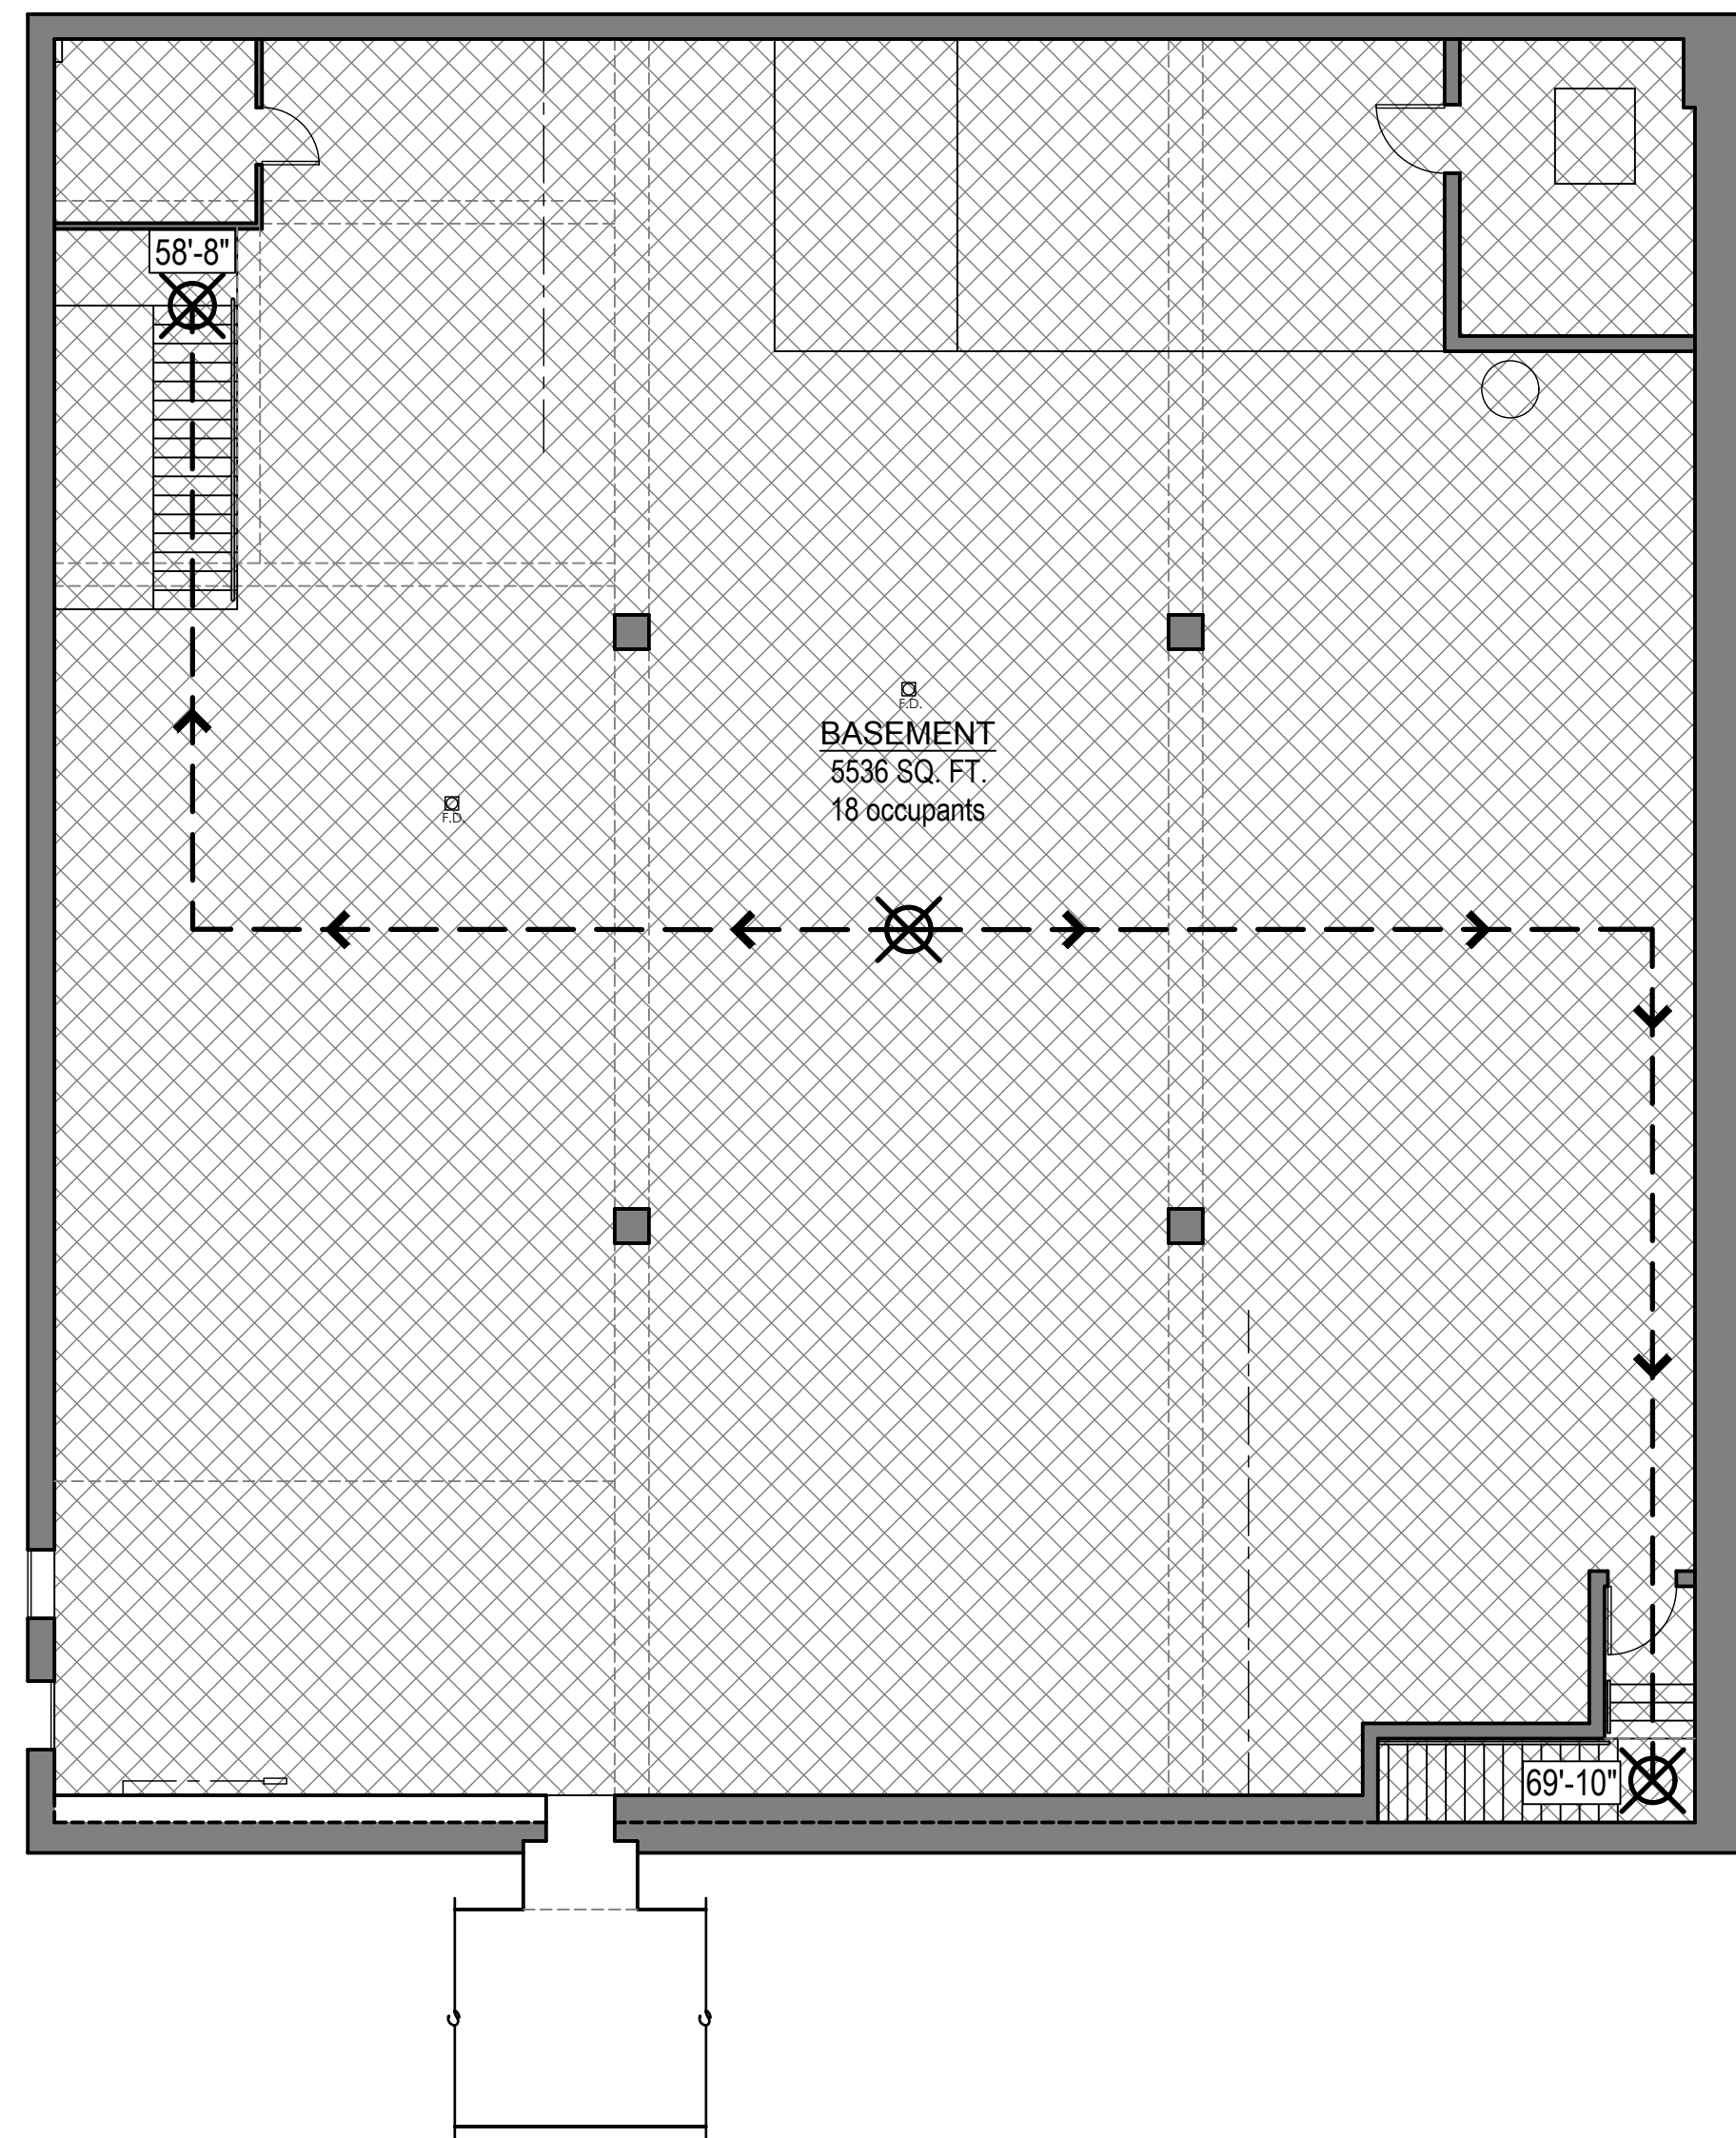 58'-8"
F.D.
BASEMENT
5536 SQ. FT.
18 occupants
F.D.
69'-10"